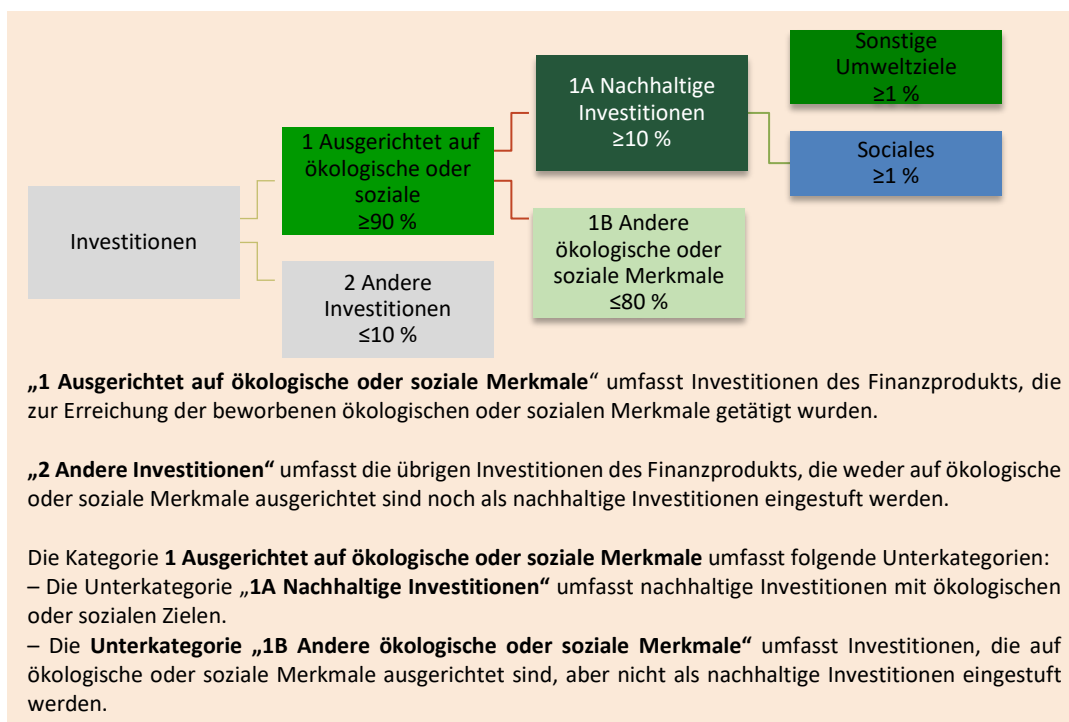 Investitionen
1 Ausgerichtet auf
ökologische oder
soziale
≥90 %
2 Andere
Investitionen
≤10 %
1A Nachhaltige
Investitionen
≥10 %
1B Andere
ökologische oder
soziale Merkmale
≤80 %
Sonstige
Umweltziele
≥1 %
Sociales
≥1 %
„1 Ausgerichtet auf ökologische oder soziale Merkmale“ umfasst Investitionen des Finanzprodukts, die
zur Erreichung der beworbenen ökologischen oder sozialen Merkmale getätigt wurden.
„2 Andere Investitionen“ umfasst die übrigen Investitionen des Finanzprodukts, die weder auf ökologische
oder soziale Merkmale ausgerichtet sind noch als nachhaltige Investitionen eingestuft werden.
Die Kategorie 1 Ausgerichtet auf ökologische oder soziale Merkmale umfasst folgende Unterkategorien:
– Die Unterkategorie „1A Nachhaltige Investitionen“ umfasst nachhaltige Investitionen mit ökologischen
oder sozialen Zielen.
– Die Unterkategorie „1B Andere ökologische oder soziale Merkmale“ umfasst Investitionen, die auf
ökologische oder soziale Merkmale ausgerichtet sind, aber nicht als nachhaltige Investitionen eingestuft
werden.